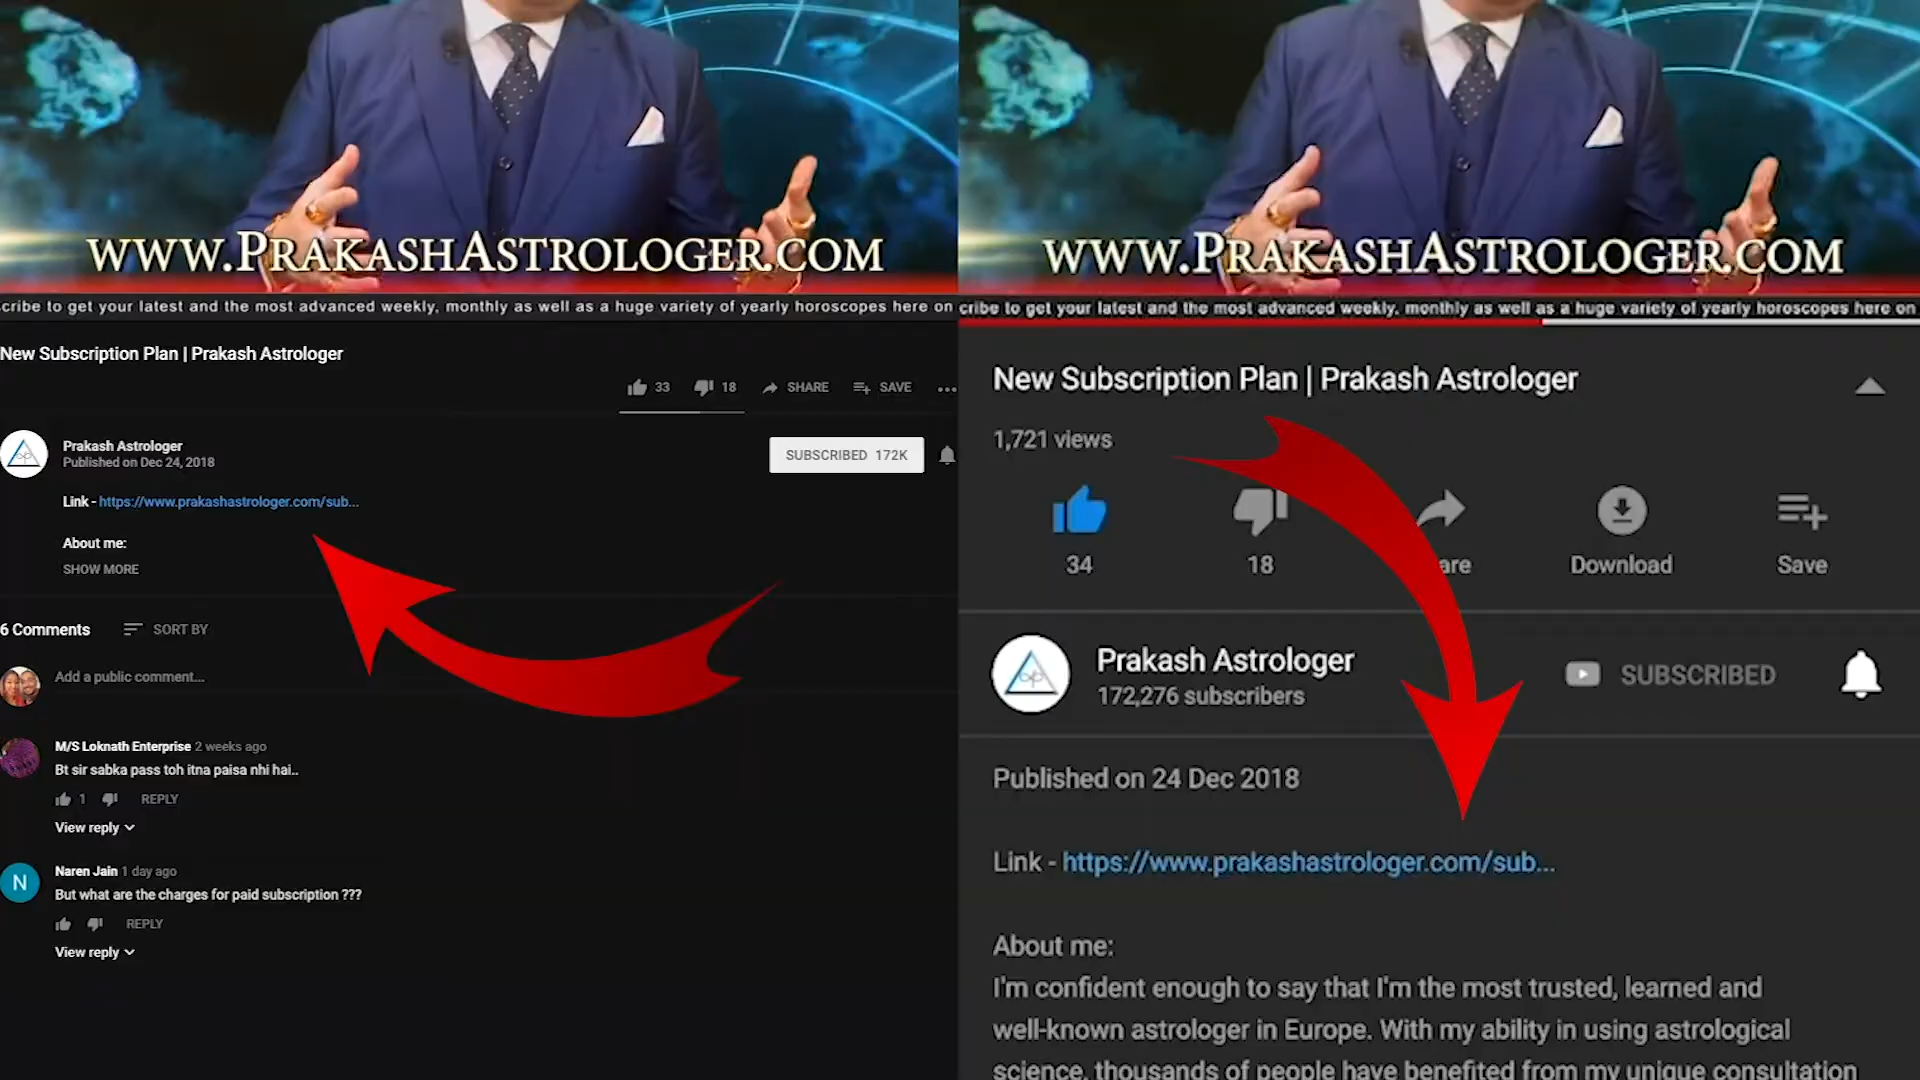 WWW.PRAKASHASTROLOGER.COM
cribe to get your latest and the most advanced weekly, monthly as well as a huge variety of yearly horoscopes here on
New Subscription Plan | Prakash Astrologer
33 18 SHARE SAVE
Prakash Astrologer
Published on Dec 24, 2018
SUBSCRIBED 172K
Link - https://www.prakashastrologer.com/sub...
About me:
SHOW MORE
6 Comments SORT BY
Add a public comment...
M/S Loknath Enterprise 2 weeks ago
Bt sir sabka pass toh itna paisa nhi hai..
1 REPLY
View reply
N
Naren Jain 1 day ago
But what are the charges for paid subscription ???
REPLY
View reply
WWW.PRAKASHASTROLOGER.COM
cribe to get your latest and the most advanced weekly, monthly as well as a huge variety of yearly horoscopes here on
New Subscription Plan | Prakash Astrologer
1,721 views
34 18 are Download Save
Prakash Astrologer
172,276 subscribers
SUBSCRIBED
Published on 24 Dec 2018
Link - https://www.prakashastrologer.com/sub...
About me:
I'm confident enough to say that I'm the most trusted, learned and
well-known astrologer in Europe. With my ability in using astrological
science, thousands of people have benefited from my unique consultation